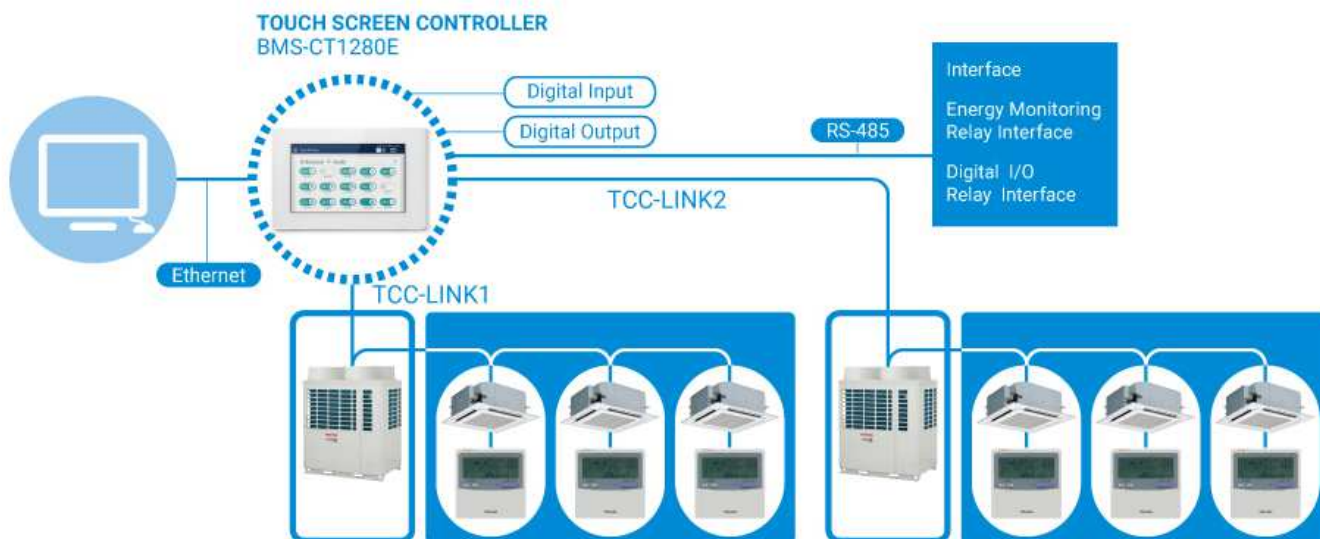 TOUCH SCREEN CONTROLLER
BMS-CT1280E
Digital Input
Digital Output
RS-485
Interface
Energy Monitoring
Relay Interface
Digital I/O
Relay Interface
TCC-LINK2
Ethernet
TCC-LINK1